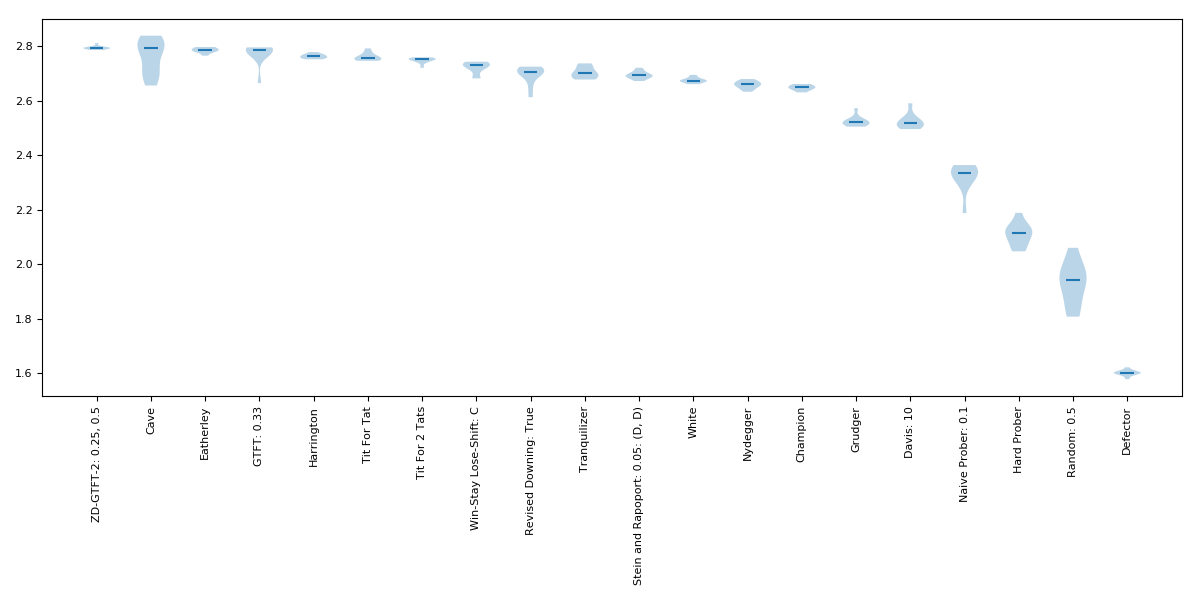 2.8
2.6
2.4
2.2
2.0
1.8
1.6
ZD-GTFT-2: 0.25, 0.5
Cave
Eatherley
GTFT: 0.33
Harrington
Tit For Tat
Tit For 2 Tats
Win-Stay Lose-Shift: C
Revised Downing: True
Tranquilizer
Stein and Rapoport: 0.05: (D, D)
White
Nydegger
Champion
Grudger
Davis: 10
Naive Prober: 0.1
Hard Prober
Random: 0.5
Defector